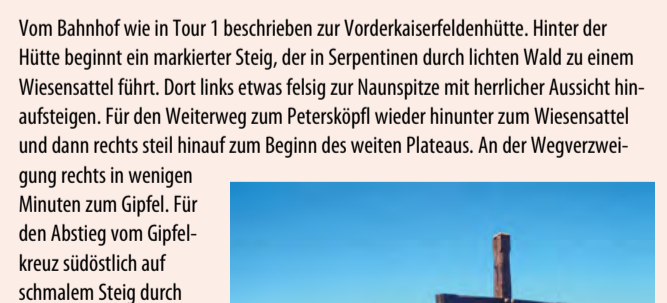 Vom Bahnhof wie in Tour 1 beschrieben zur Vorderkaiserfeldenhütte. Hinter der
Hütte beginnt ein markierter Steig, der in Serpentinen durch lichten Wald zu einem
Wiesensattel führt. Dort links etwas felsig zur Naunspitze mit herrlicher Aussicht hin-
aufsteigen. Für den Weiterweg zum Petersköpfl wieder hinunter zum Wiesensattel
und dann rechts steil hinauf zum Beginn des weiten Plateaus. An der Wegverzwei-
gung rechts in wenigen
Minuten zum Gipfel. Für
den Abstieg vom Gipfel-
kreuz südöstlich auf
schmalem Steig durch